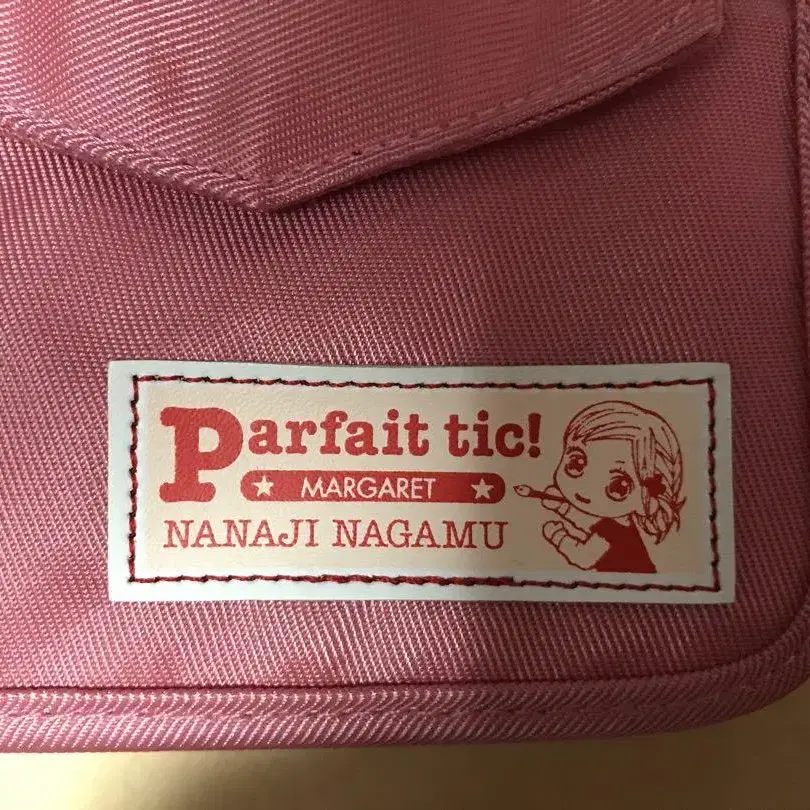 Parfait tic!
★ MARGARET ★
NANAJI NAGAMU